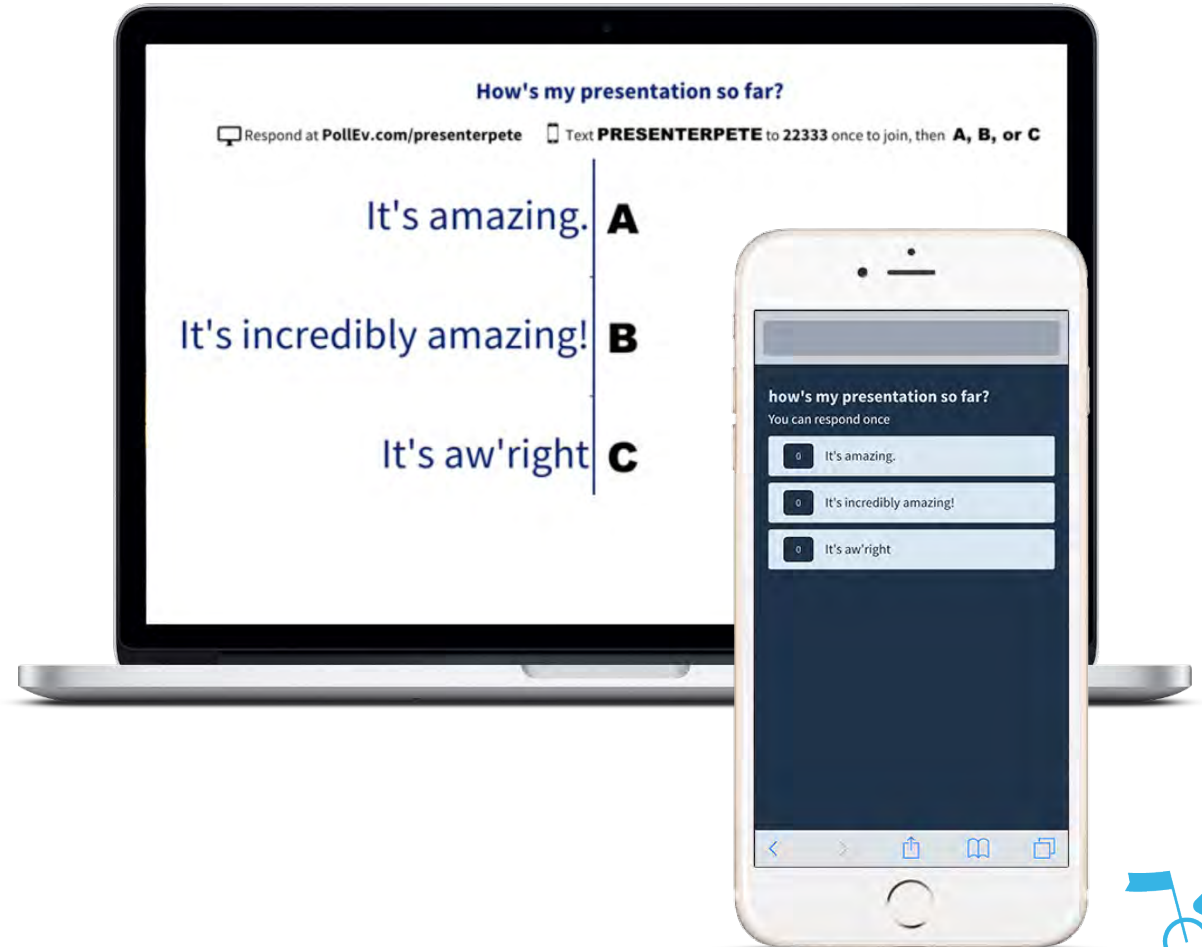 How's my presentation so far?
Respond at PollEv.com/presenterpete Text PRESENTERPETE to 22333 once to join, then A, B, or C
It's amazing. A
It's incredibly amazing! B
It's aw'right C
how's my presentation so far?
You can respond once
0 It's amazing.
0 It's incredibly amazing!
0 It's aw'right